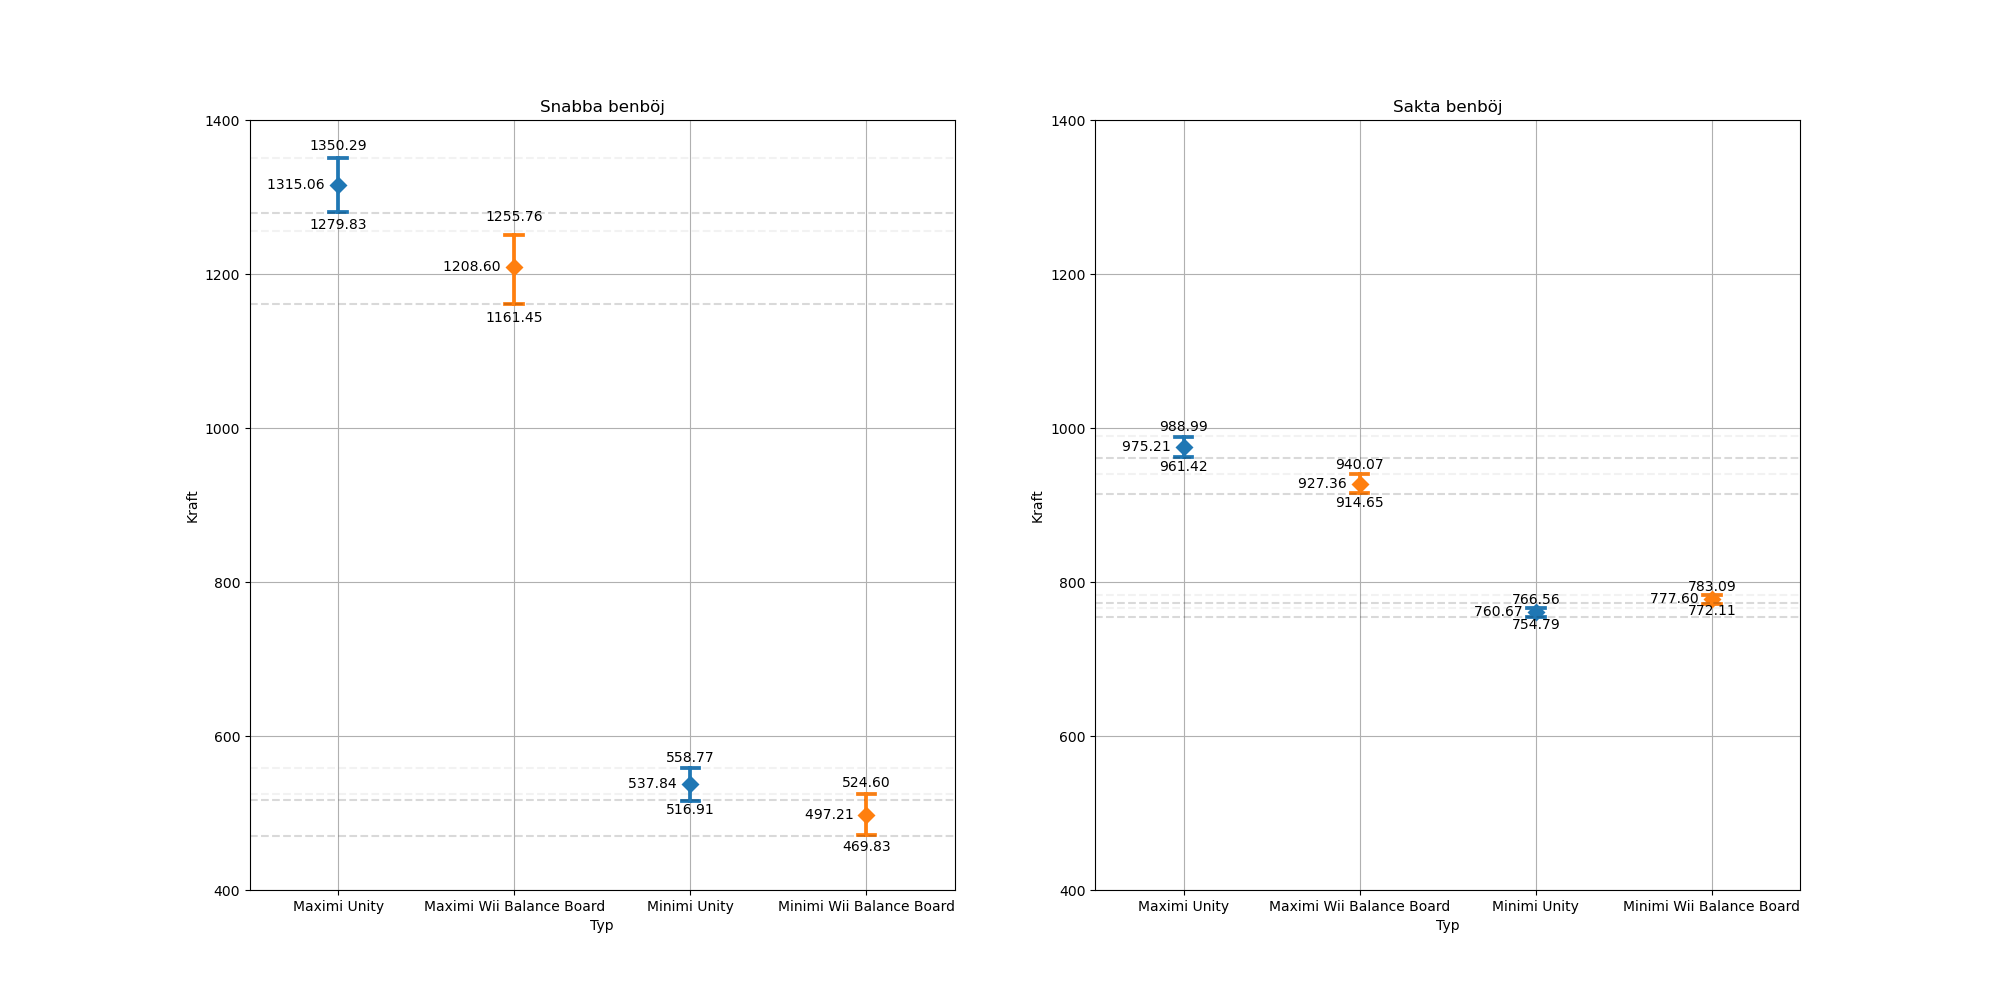 Snabba benböj
1400
1200
1000
800
600
400
Kraft
1350.29
1315.06
1279.83
1255.76
1208.60
1161.45
558.77
537.84
516.91
524.60
497.21
469.83
Maximi Unity
Maximi Wii Balance Board
Minimi Unity
Minimi Wii Balance Board
Typ
Sakta benböj
1400
1200
1000
800
600
400
Kraft
988.99
975.21
961.42
940.07
927.36
914.65
766.56
760.67
754.79
783.09
777.60
772.11
Maximi Unity
Maximi Wii Balance Board
Minimi Unity
Minimi Wii Balance Board
Typ